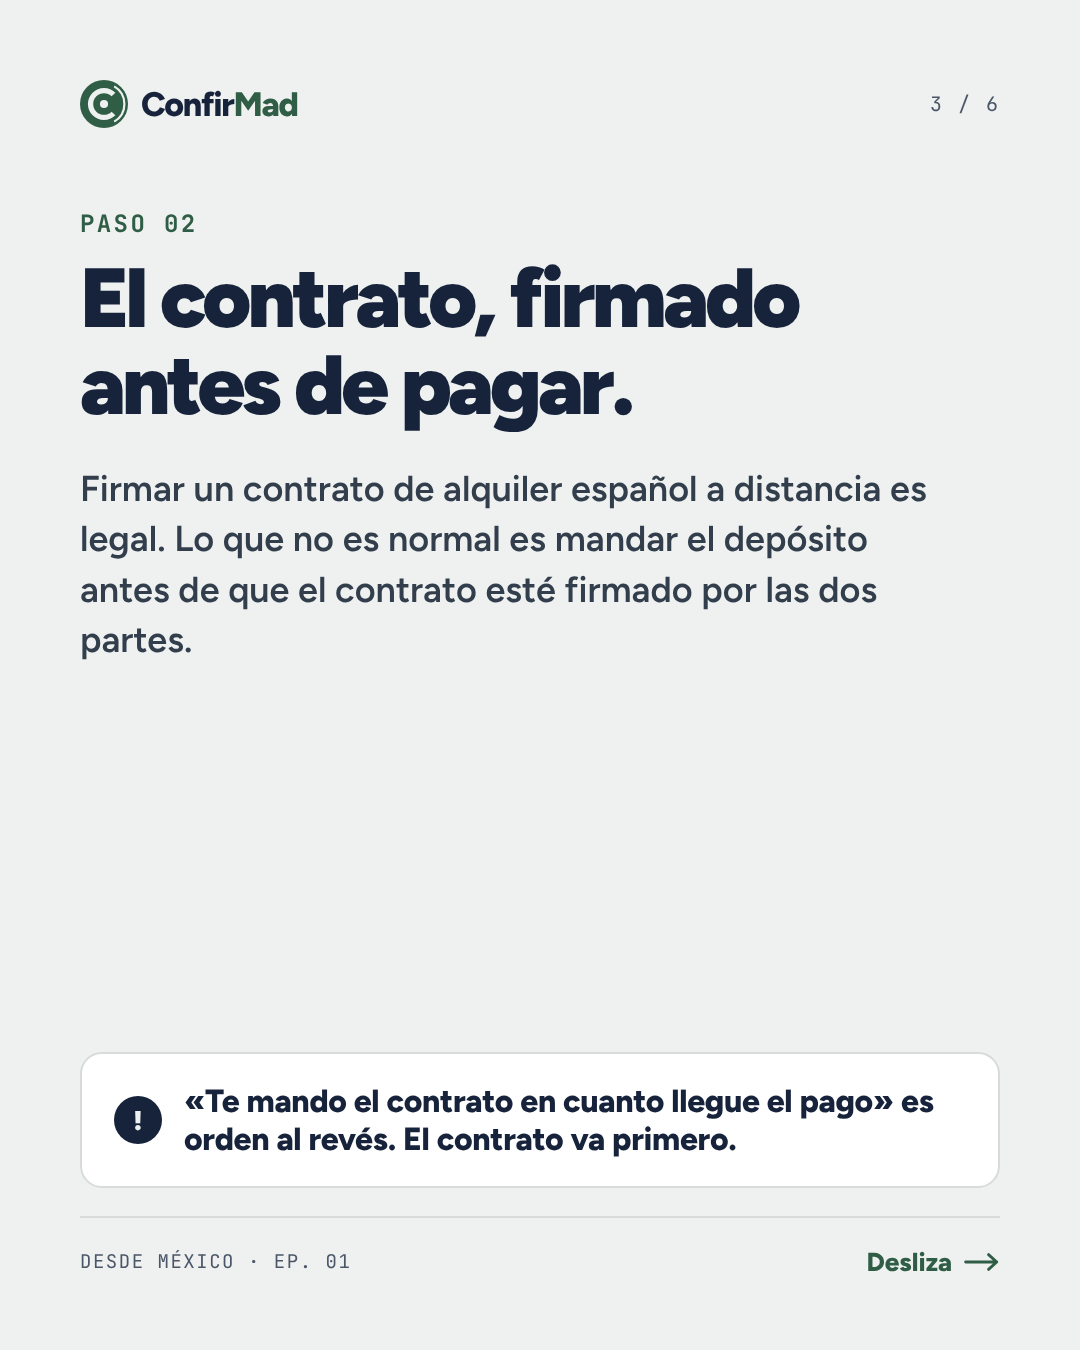 ConfirMad
3 / 6
PASO 02
El contrato, firmado
antes de pagar.
Firmar un contrato de alquiler español a distancia es
legal. Lo que no es normal es mandar el depósito
antes de que el contrato esté firmado por las dos
partes.
! «Te mando el contrato en cuanto llegue el pago» es
orden al revés. El contrato va primero.
DESDE MÉXICO · EP. 01
Desliza →